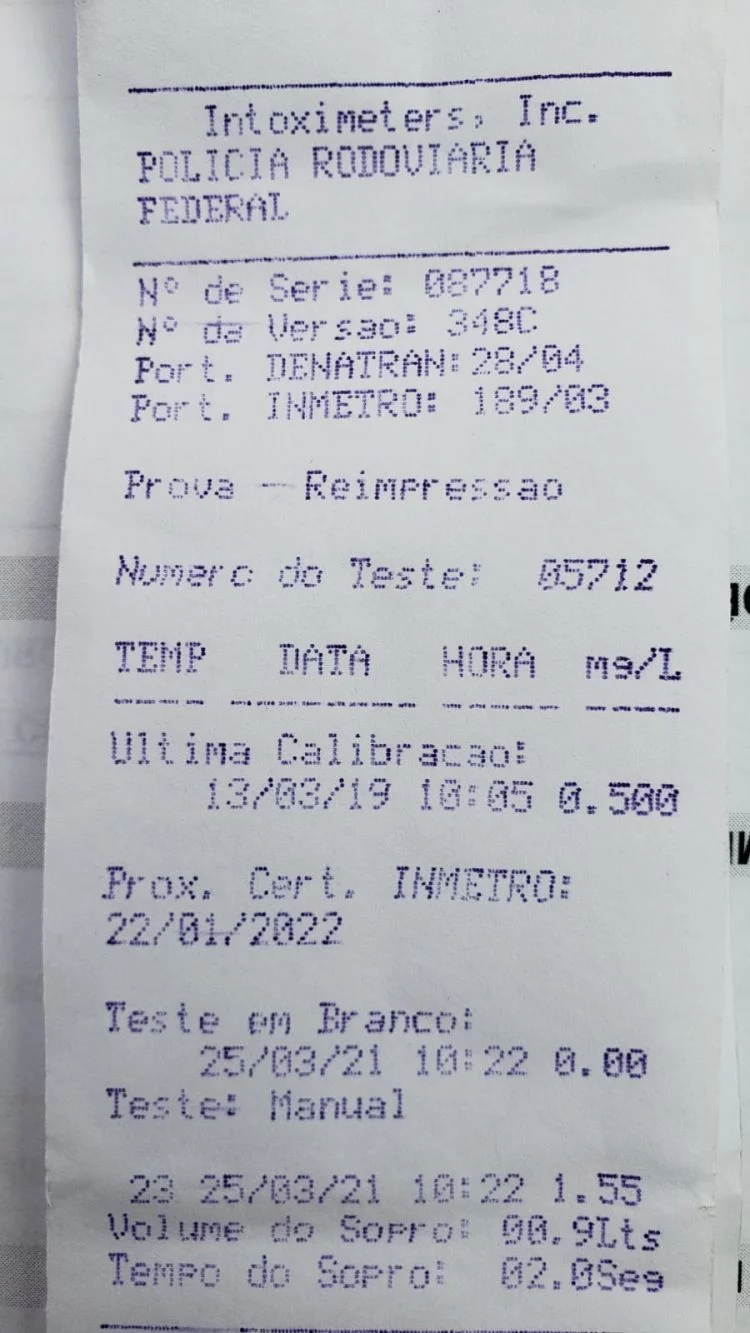 Intoximeters, Inc.
POLICIA RODOVIARIA
FEDERAL
Nº de Serie: 087718
Nº da Versao: 348C
Port. DENATRAN: 28/04
Port. INMETRO: 189/03
Prova - Reimpressao
Numero do Teste: 05712
TEMP DATA HORA mg/L
Ultima Calibracao:
13/03/19 10:05 0.500
Prox. Cert. INMETRO:
22/01/2022
Teste em Branco:
25/03/21 10:22 0.00
Teste: Manual
23 25/03/21 10:22 1.55
Volume do Sopro: 00.9Lts
Tempo do Sopro: 02.0Seg